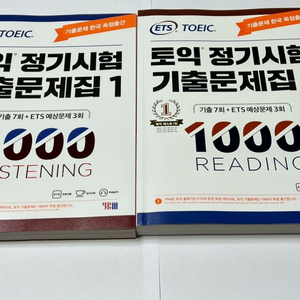 기출문제 한국 독점출간
TOEIC
익 정기시험
출문제집 1
기출 7회 + ETS 예상문제 3회
000
STENING
YBM
기출문제 한국 독점출간
ETS TOEIC
토익 정기시험
기출문제집
기출 7회 + ETS 예상문제 3회
1
1000
READING